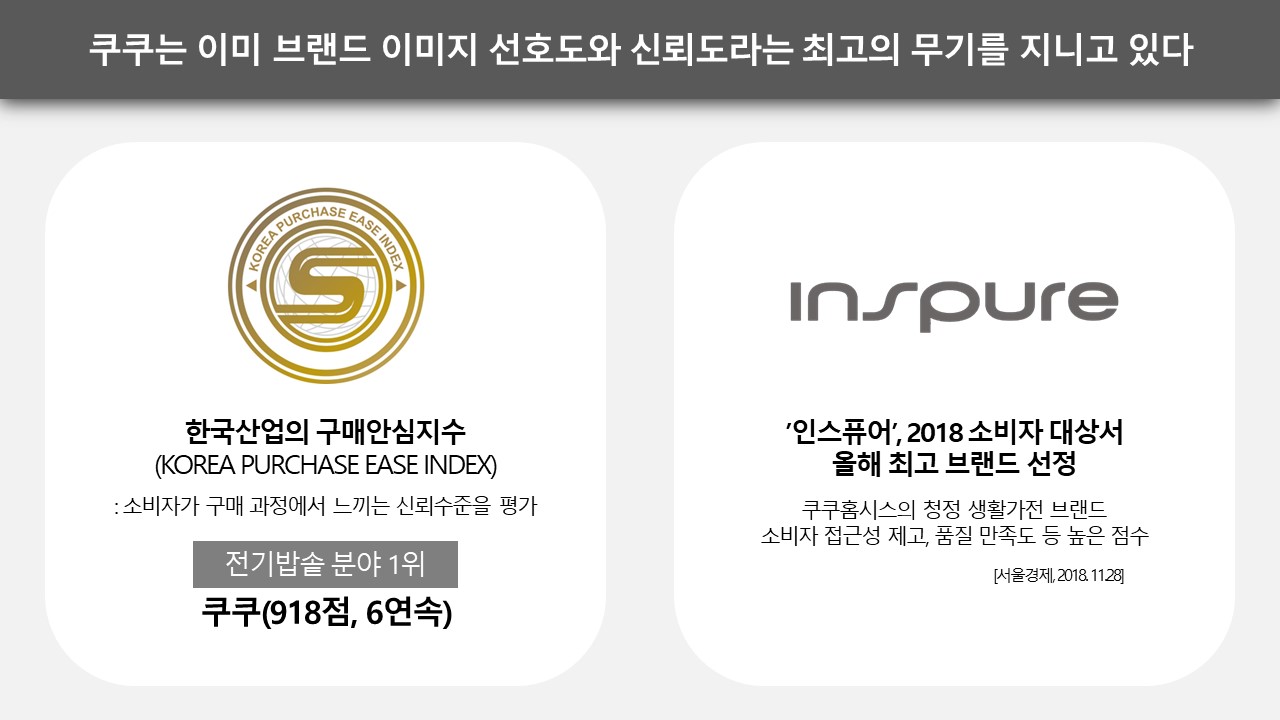 쿠쿠는 이미 브랜드 이미지 선호도와 신뢰도라는 최고의 무기를 지니고 있다
KOREA PURCHASE EASE INDEX
S
한국산업의 구매안심지수
(KOREA PURCHASE EASE INDEX)
: 소비자가 구매 과정에서 느끼는 신뢰수준을 평가
전기밥솥 분야 1위
쿠쿠(918점, 6연속)
inspure
‘인스퓨어’, 2018 소비자 대상서
올해 최고 브랜드 선정
쿠쿠홈시스의 청정 생활가전 브랜드
소비자 접근성 제고, 품질 만족도 등 높은 점수
[서울경제, 2018. 11.28]